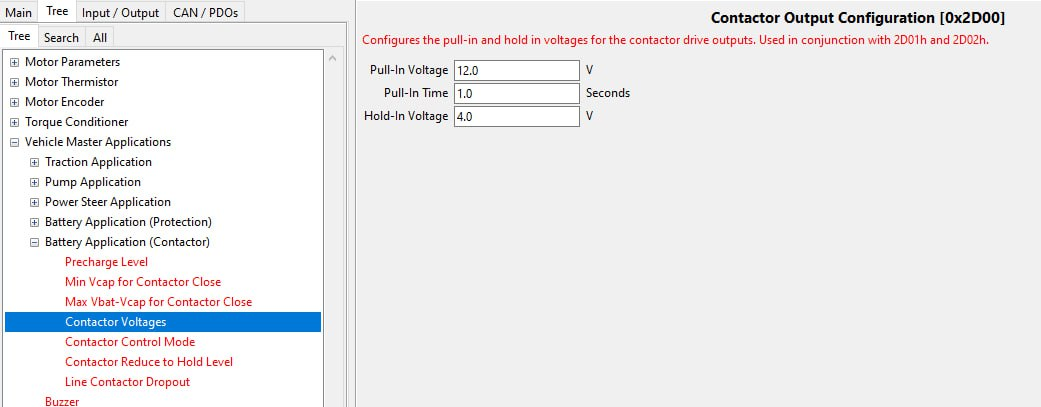 Main Tree Input / Output CAN / PDOs
Tree Search All
Motor Parameters
Motor Thermistor
Motor Encoder
Torque Conditioner
Vehicle Master Applications
Traction Application
Pump Application
Power Steer Application
Battery Application (Protection)
Battery Application (Contactor)
Precharge Level
Min Vcap for Contactor Close
Max Vbat-Vcap for Contactor Close
Contactor Voltages
Contactor Control Mode
Contactor Reduce to Hold Level
Line Contactor Dropout
Buzzer
Contactor Output Configuration [0x2D00]
Configures the pull-in and hold in voltages for the contactor drive outputs. Used in conjunction with 2D01h and 2D02h.
Pull-In Voltage 12.0 V
Pull-In Time 1.0 Seconds
Hold-In Voltage 4.0 V